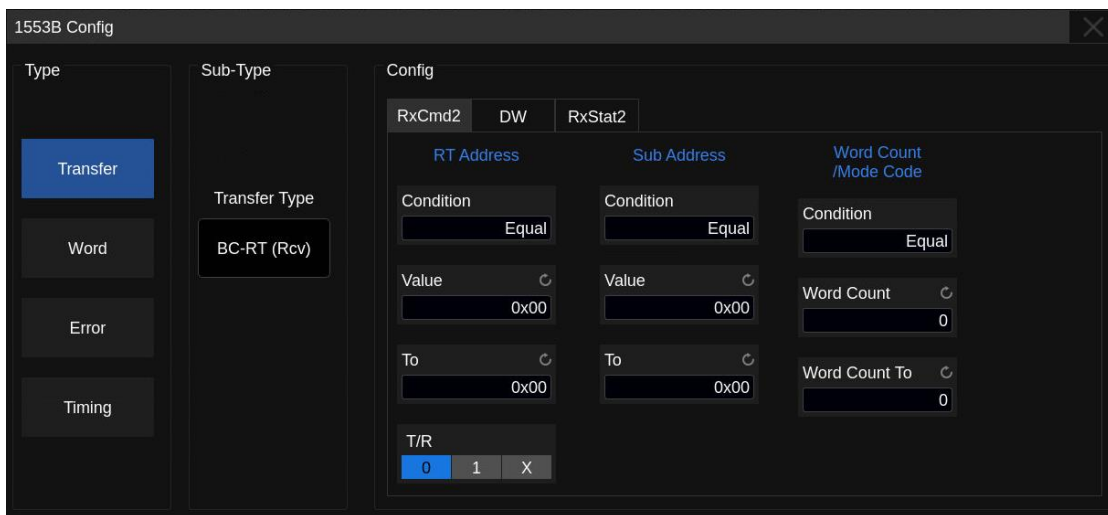 1553B Config
Type
Transfer
Word
Error
Timing
Sub-Type
Transfer Type
BC-RT (Rcv)
Config
RxCmd2 DW RxStat2
RT Address
Condition
Equal
Value
0x00
To
0x00
T/R
0 1 X
Sub Address
Condition
Equal
Value
0x00
To
0x00
Word Count
/Mode Code
Condition
Equal
Word Count
0
Word Count To
0